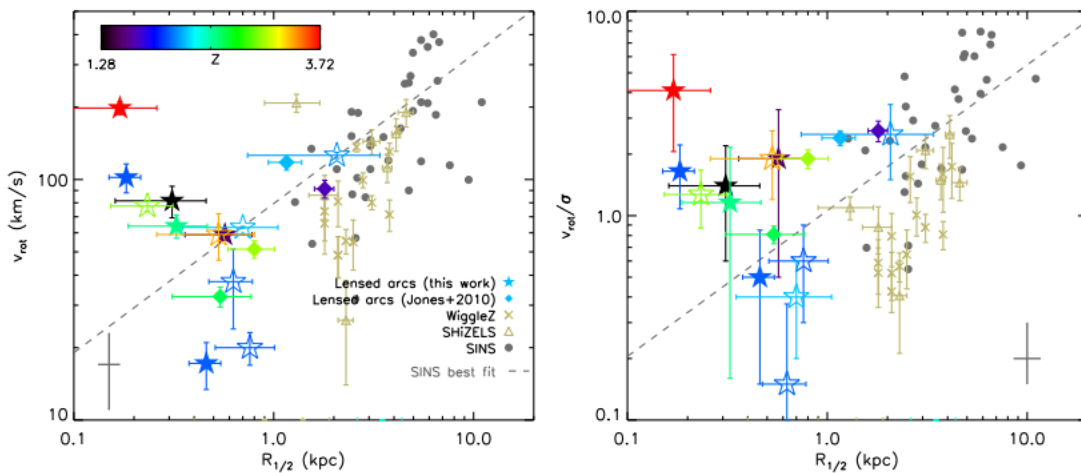 1.28 Z 3.72
v_rot (km/s)
100
10
Lensed arcs (this work)
Lensed arcs (Jones+2010)
WiggleZ
SHiZELS
SINS
SINS best fit
0.1 1.0 10.0
R_1/2 (kpc)
v_rot/σ
10.0
1.0
0.1
0.1 1.0 10.0
R_1/2 (kpc)